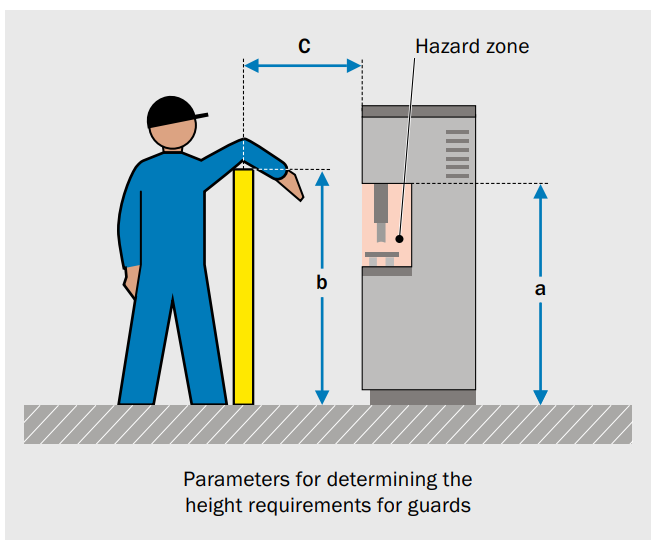 C
Hazard zone
b
a
Parameters for determining the
height requirements for guards